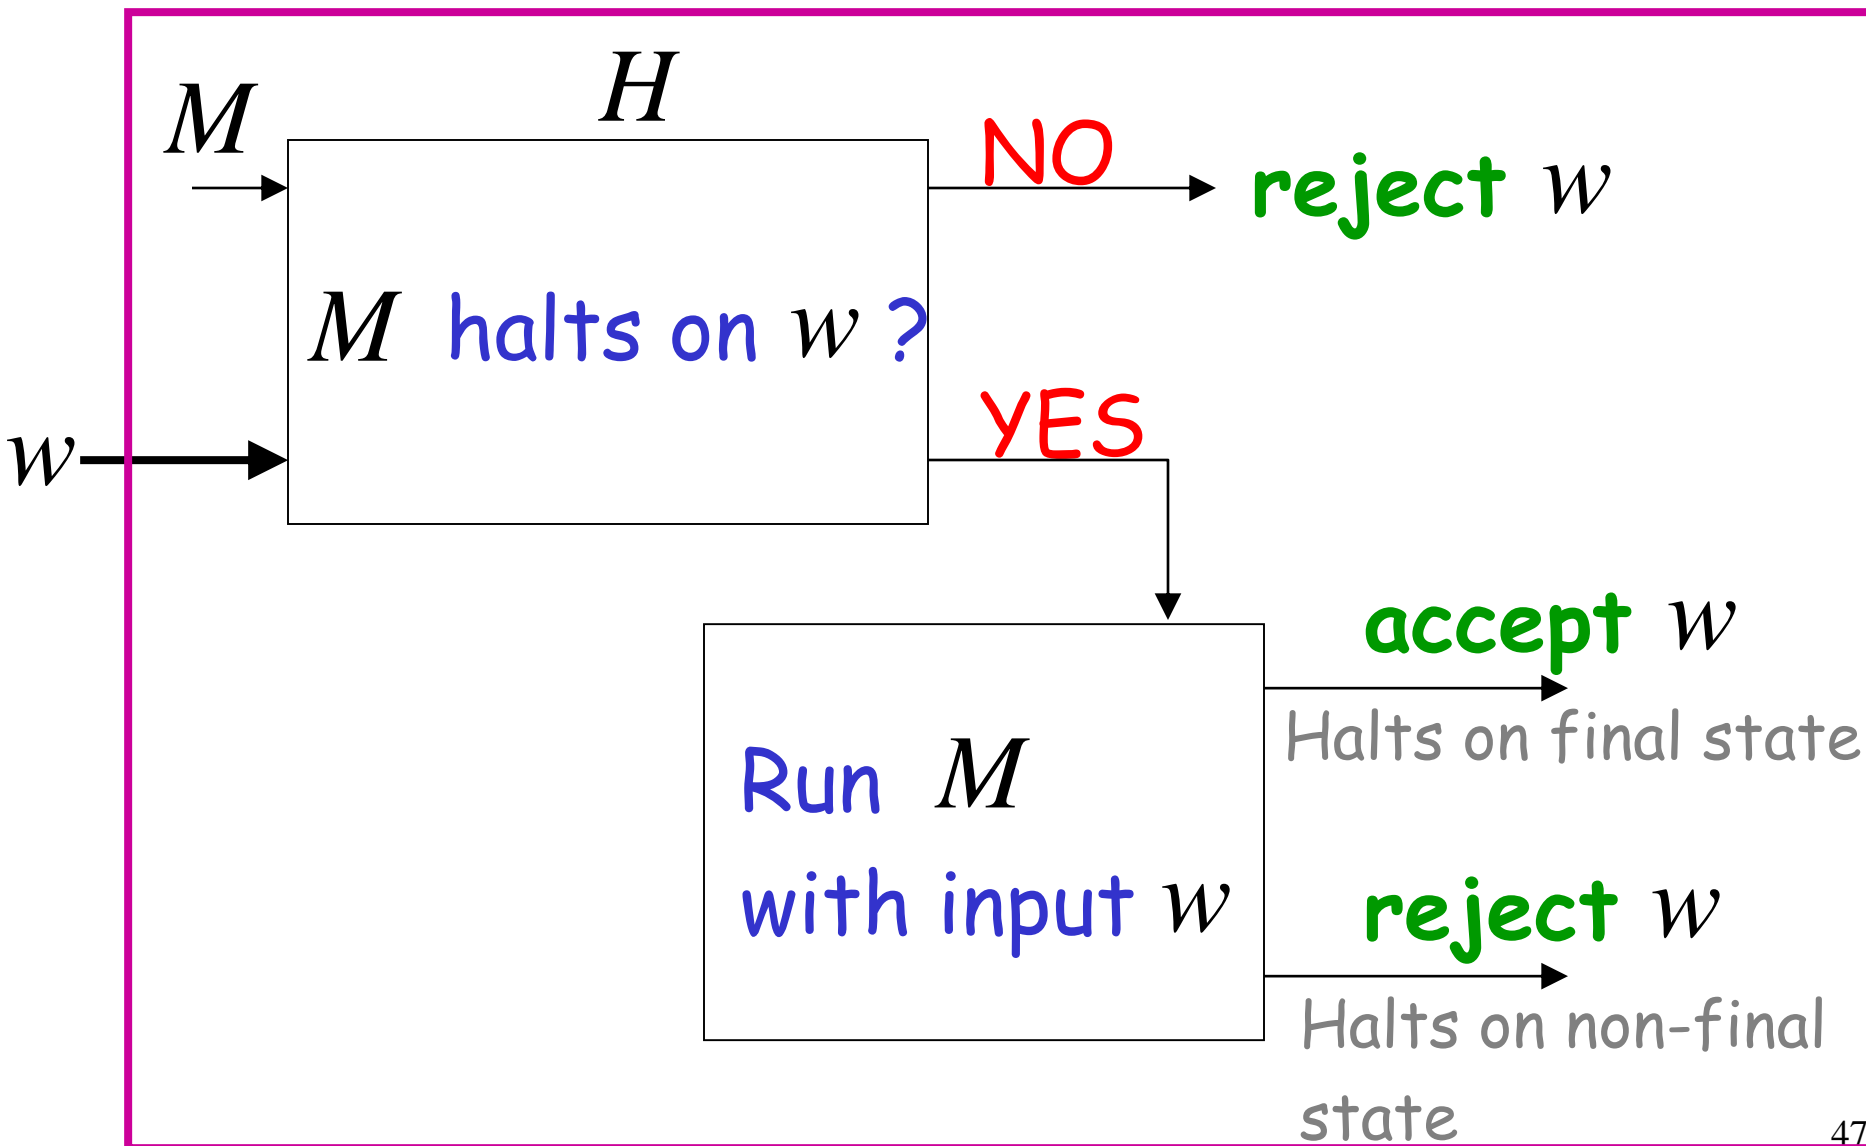 H
M
NO
reject w
M halts on w ?
YES
w
accept w
Halts on final state
Run M
with input w
reject w
Halts on non-final
state
47